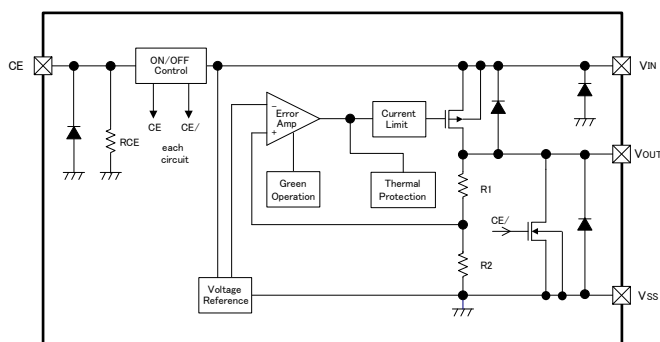 CE
ON/OFF
Control
VIN
CE
CE/
each
circuit
RCE
−
Error
Amp
+
Current
Limit
Green
Operation
Thermal
Protection
R1
VOUT
CE/
R2
Voltage
Reference
VSS